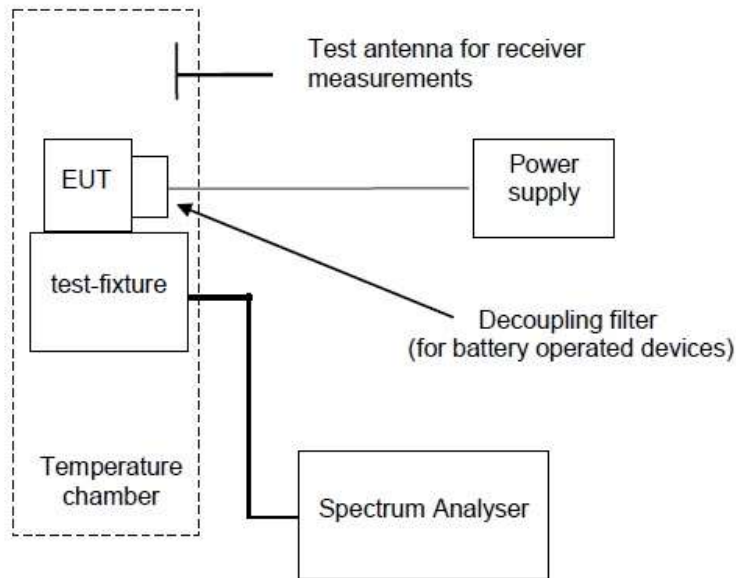 Test antenna for receiver
measurements
EUT
Power
supply
test-fixture
Decoupling filter
(for battery operated devices)
Temperature
chamber
Spectrum Analyser